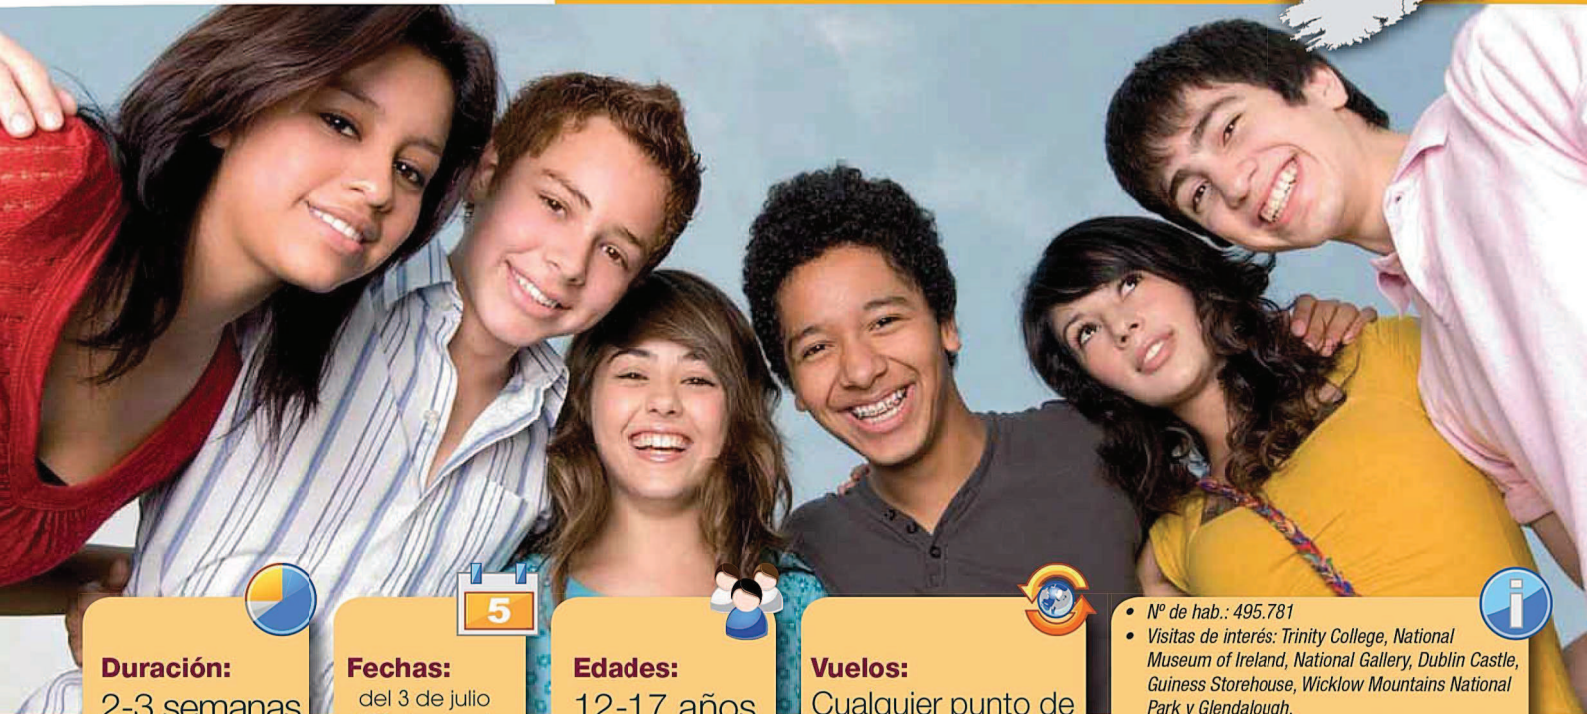 5
Duración:
2-3 semanas
Fechas:
del 3 de julio
Edades:
12-17 años
Vuelos:
Cualquier punto de
i
• Nº de hab.: 495.781
• Visitas de interés: Trinity College, National
Museum of Ireland, National Gallery, Dublin Castle,
Guiness Storehouse, Wicklow Mountains National
Park y Glendalough.